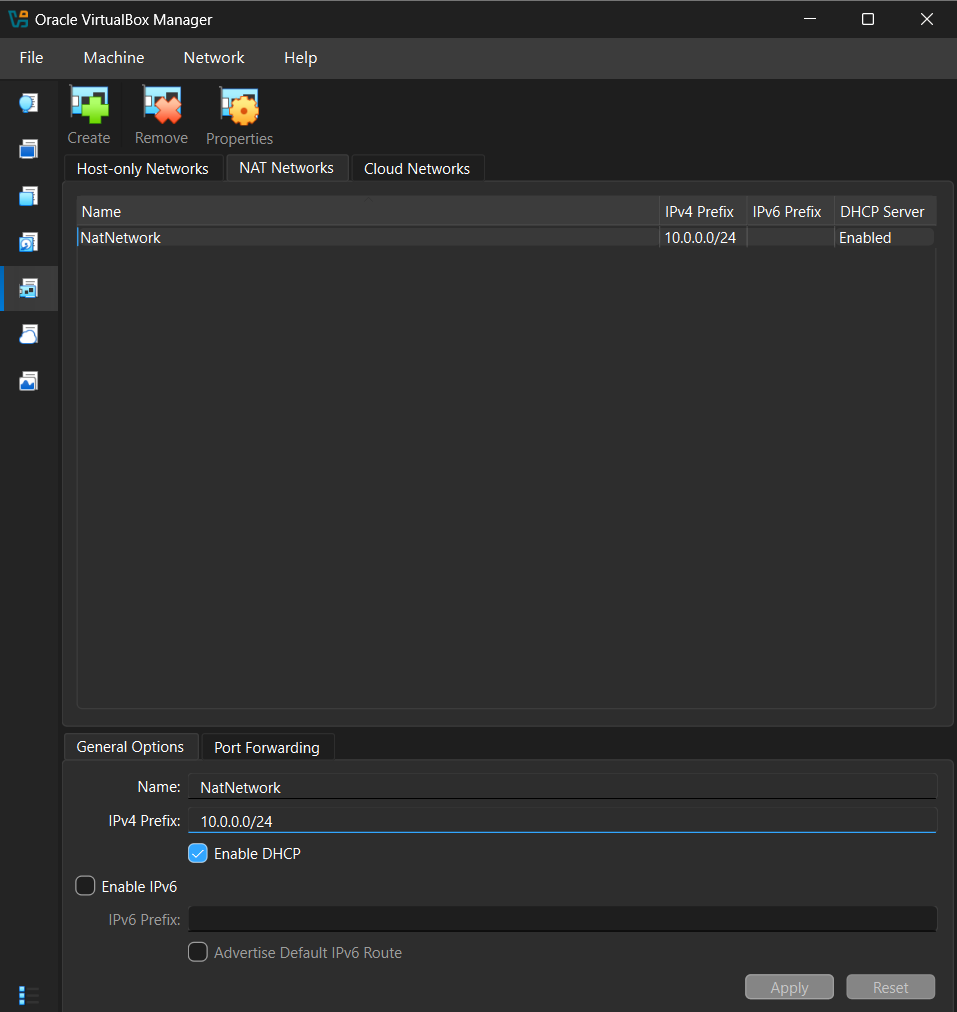 Oracle VirtualBox Manager
File Machine Network Help
Create Remove Properties
Host-only Networks NAT Networks Cloud Networks
Name IPv4 Prefix IPv6 Prefix DHCP Server
NatNetwork 10.0.0.0/24 Enabled
General Options Port Forwarding
Name: NatNetwork
IPv4 Prefix: 10.0.0.0/24
Enable DHCP
Enable IPv6
IPv6 Prefix:
Advertise Default IPv6 Route
Apply Reset